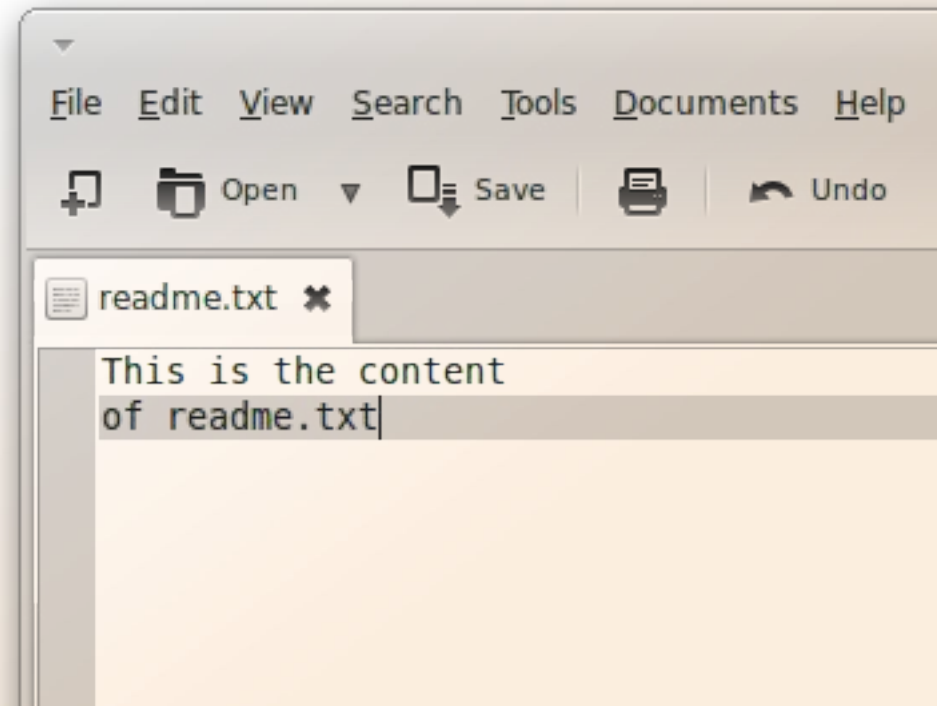 File Edit View Search Tools Documents Help
Open Save Undo
readme.txt
This is the content
of readme.txt